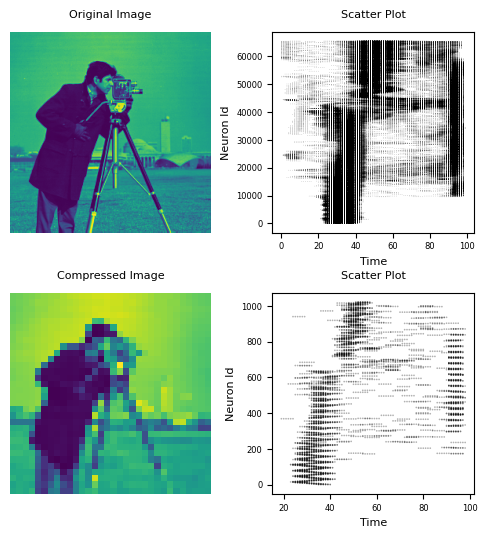 Original Image
Scatter Plot
Neuron Id
60000
50000
40000
30000
20000
10000
0
0 20 40 60 80 100
Time
Compressed Image
Scatter Plot
Neuron Id
1000
800
600
400
200
0
20 40 60 80 100
Time